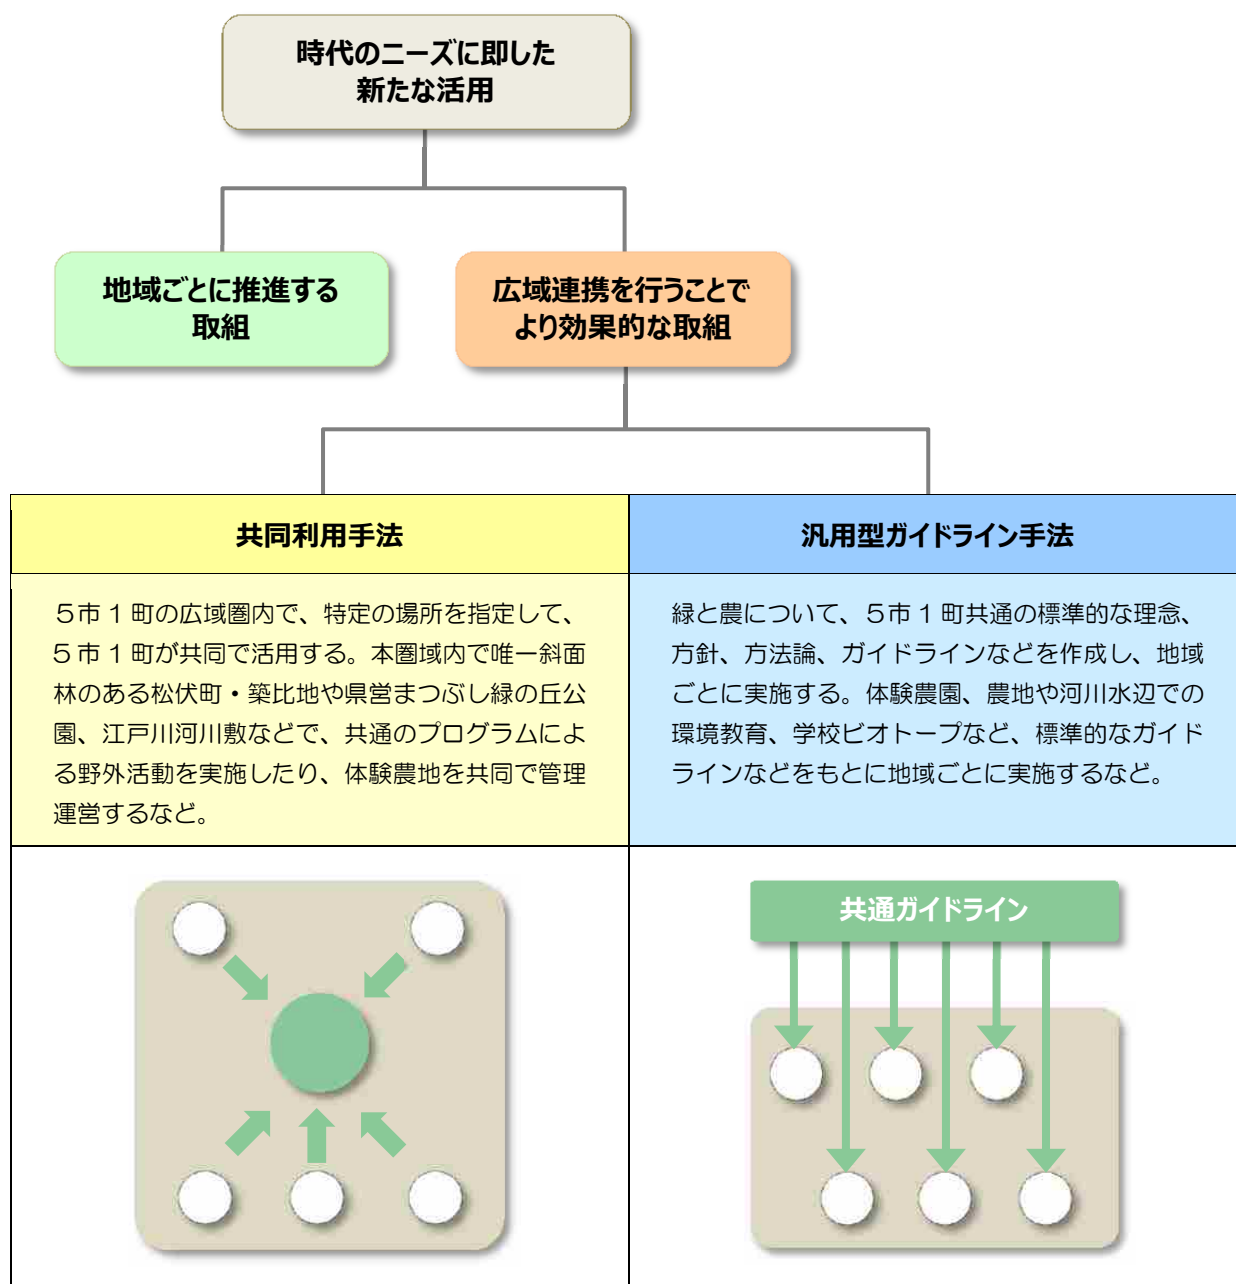 時代のニーズに即した
新たな活用
地域ごとに推進する
取組
広域連携を行うことで
より効果的な取組
共同利用手法
５市１町の広域圏内で、特定の場所を指定して、
５市１町が共同で活用する。本圏域内で唯一斜面
林のある松伏町・築比地や県営まつぶし緑の丘公
園、江戸川河川敷などで、共通のプログラムによ
る野外活動を実施したり、体験農地を共同で管理
運営するなど。
汎用型ガイドライン手法
緑と農について、５市１町共通の標準的な理念、
方針、方法論、ガイドラインなどを作成し、地域
ごとに実施する。体験農園、農地や河川水辺での
環境教育、学校ビオトープなど、標準的なガイド
ラインなどをもとに地域ごとに実施するなど。
共通ガイドライン